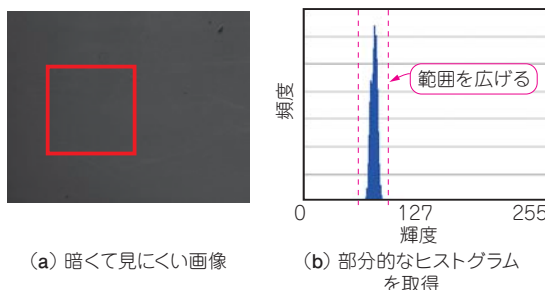 範囲を広げる
頻度
0 127 255
輝度
(a) 暗くて見にくい画像
(b) 部分的なヒストグラム
を取得